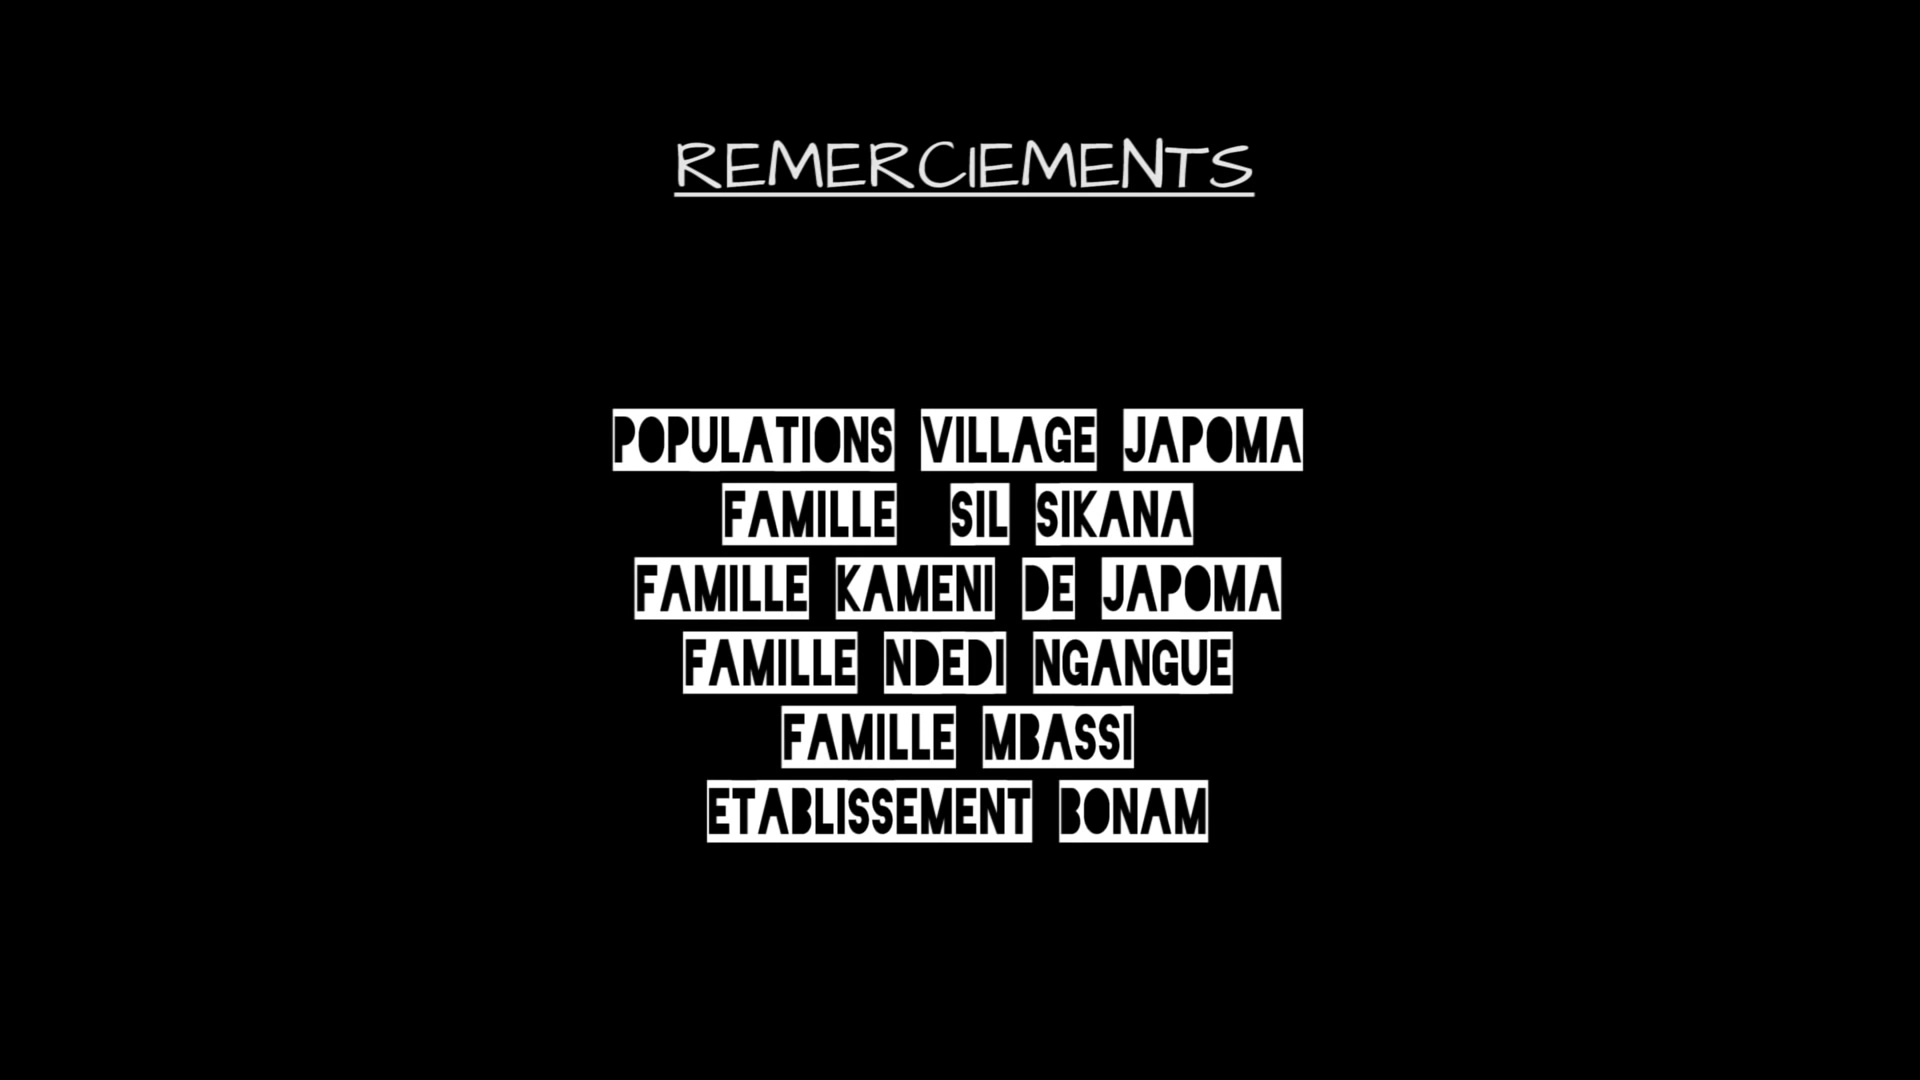 REMERCIEMENTS
POPULATIONS VILLAGE JAPOMA
FAMILLE SIL SIKANA
FAMILLE KAMENI DE JAPOMA
FAMILLE NDEDI NGANGUE
FAMILLE MBASSI
ETABLISSEMENT BONAM